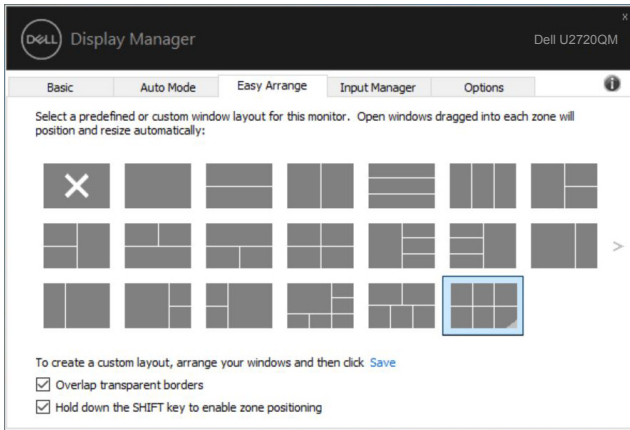 x
DELL Display Manager
Dell U2720QM
Basic Auto Mode Easy Arrange Input Manager Options
Select a predefined or custom window layout for this monitor. Open windows dragged into each zone will
position and resize automatically:
>
To create a custom layout, arrange your windows and then click Save
Overlap transparent borders
Hold down the SHIFT key to enable zone positioning